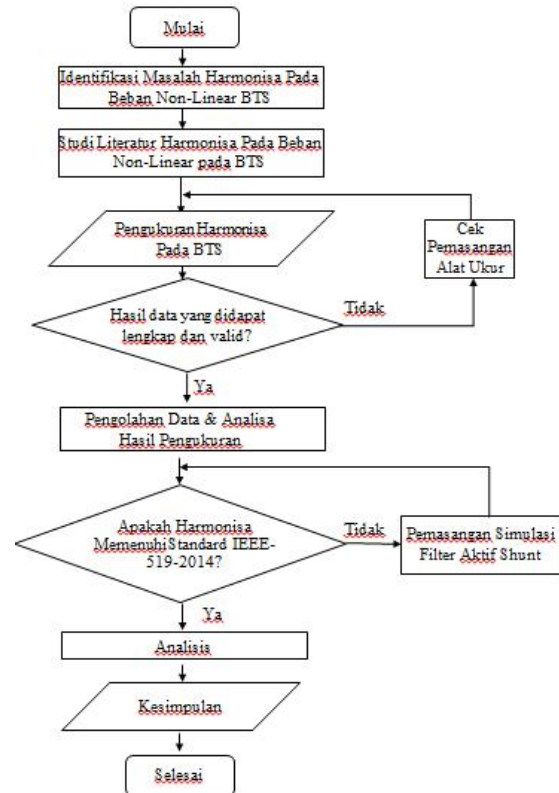 Mulai
Identifikasi Masalah Harmonisa Pada
Beban Non-Linear BTS
Studi Literatur Harmonisa Pada Beban
Non-Linear pada BTS
Pengukuran Harmonisa
Pada BTS
Cek
Pemasangan
Alat Ukur
Hasil data yang didapat
lengkap dan valid?
Tidak
Ya
Pengolahan Data & Analisa
Hasil Pengukuran
Apakah Harmonisa
Memenuhi Standard IEEE-
519-2014?
Tidak
Pemasangan Simulasi
Filter Aktif Shunt
Ya
Analisis
Kesimpulan
Selesai